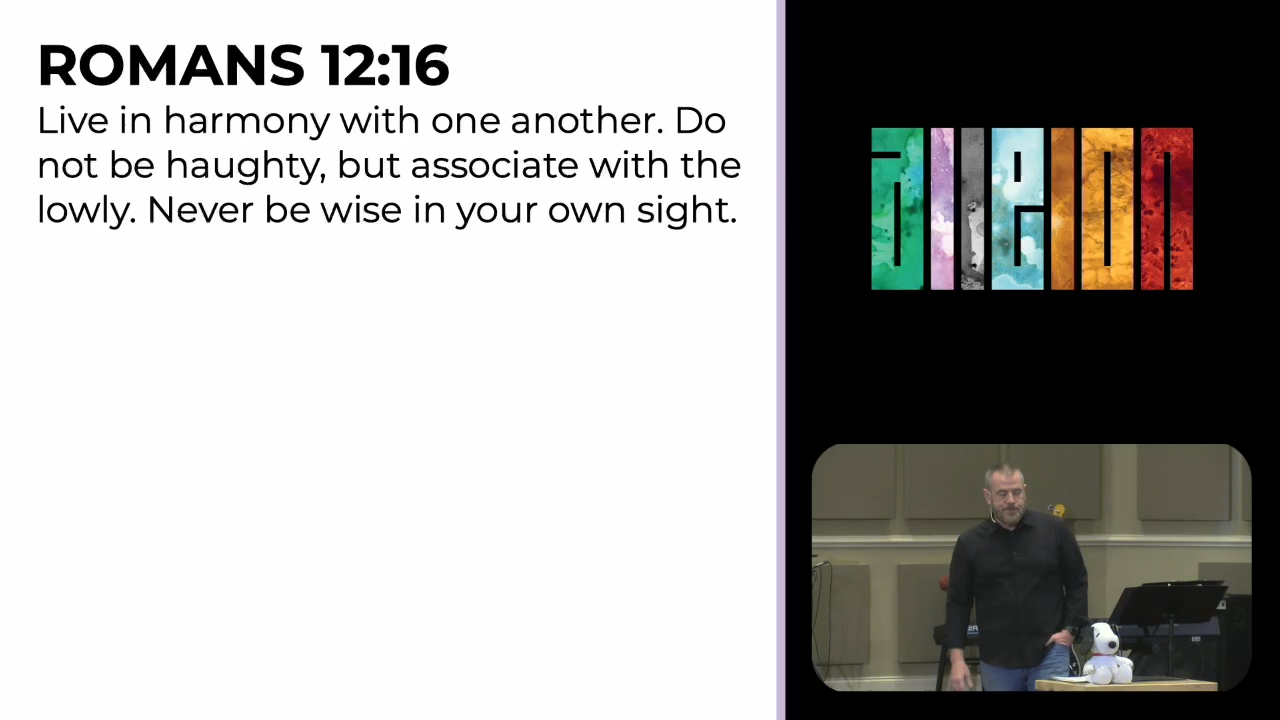 ROMANS 12:16
Live in harmony with one another. Do
not be haughty, but associate with the
lowly. Never be wise in your own sight.
allelon